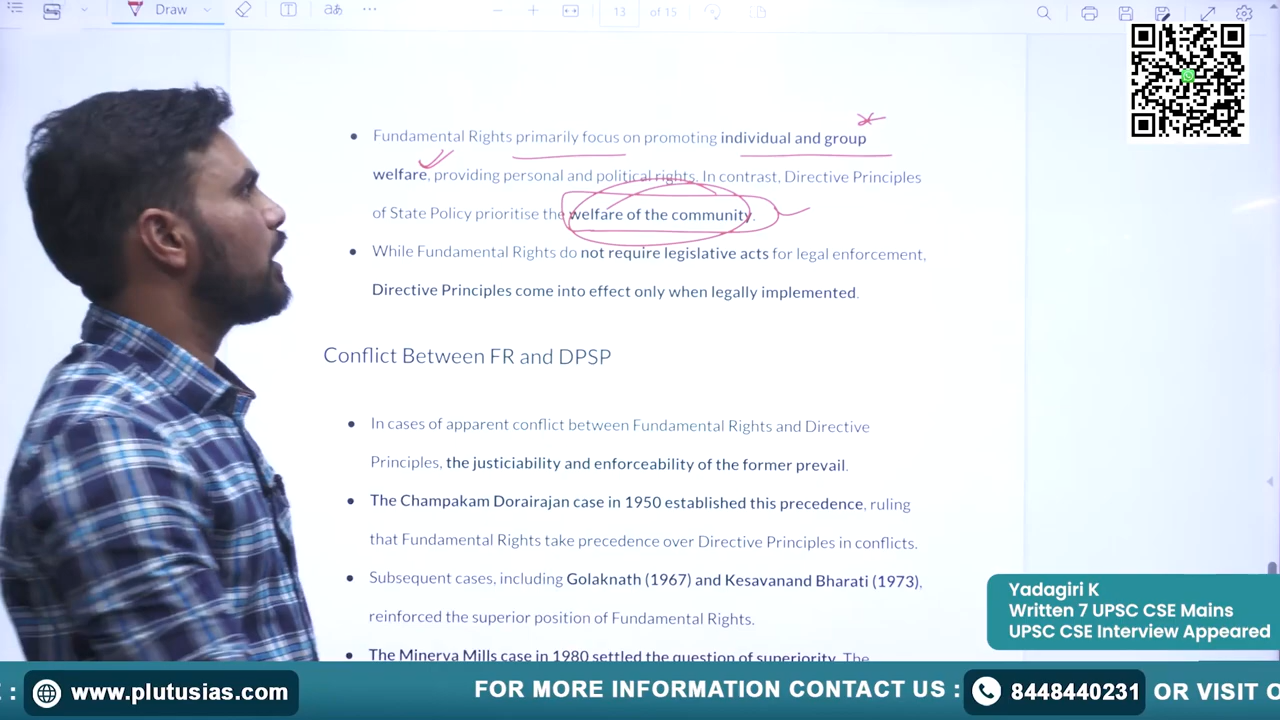 Draw
13 of 15
Fundamental Rights primarily focus on promoting individual and group
welfare, providing personal and political rights. In contrast, Directive Principles
of State Policy prioritise the welfare of the community.
While Fundamental Rights do not require legislative acts for legal enforcement,
Directive Principles come into effect only when legally implemented.
Conflict Between FR and DPSP
In cases of apparent conflict between Fundamental Rights and Directive
Principles, the justiciability and enforceability of the former prevail.
The Champakam Dorairajan case in 1950 established this precedence, ruling
that Fundamental Rights take precedence over Directive Principles in conflicts.
Subsequent cases, including Golaknath (1967) and Kesavanand Bharati (1973),
reinforced the superior position of Fundamental Rights.
The Minerva Mills case in 1980 settled the question of superiority. The
Yadagiri K
Written 7 UPSC CSE Mains
UPSC CSE Interview Appeared
: www.plutusias.com FOR MORE INFORMATION CONTACT US : 8448440231 OR VISIT O